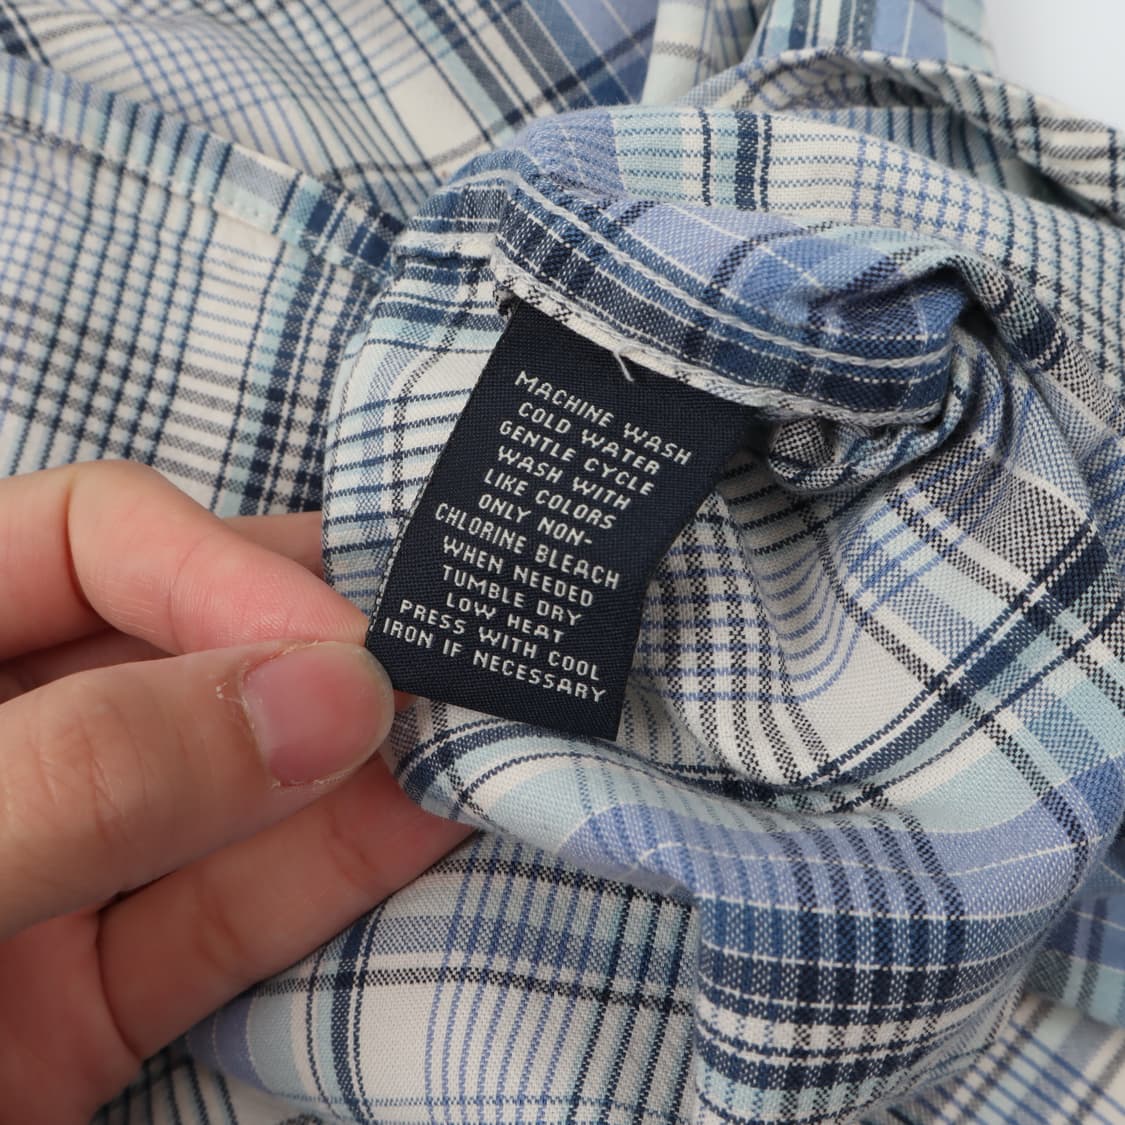 MACHINE WASH
COLD WATER
GENTLE CYCLE
WASH WITH
LIKE COLORS
ONLY NON-
CHLORINE BLEACH
WHEN NEEDED
TUMBLE DRY
LOW HEAT
PRESS WITH COOL
IRON IF NECESSARY